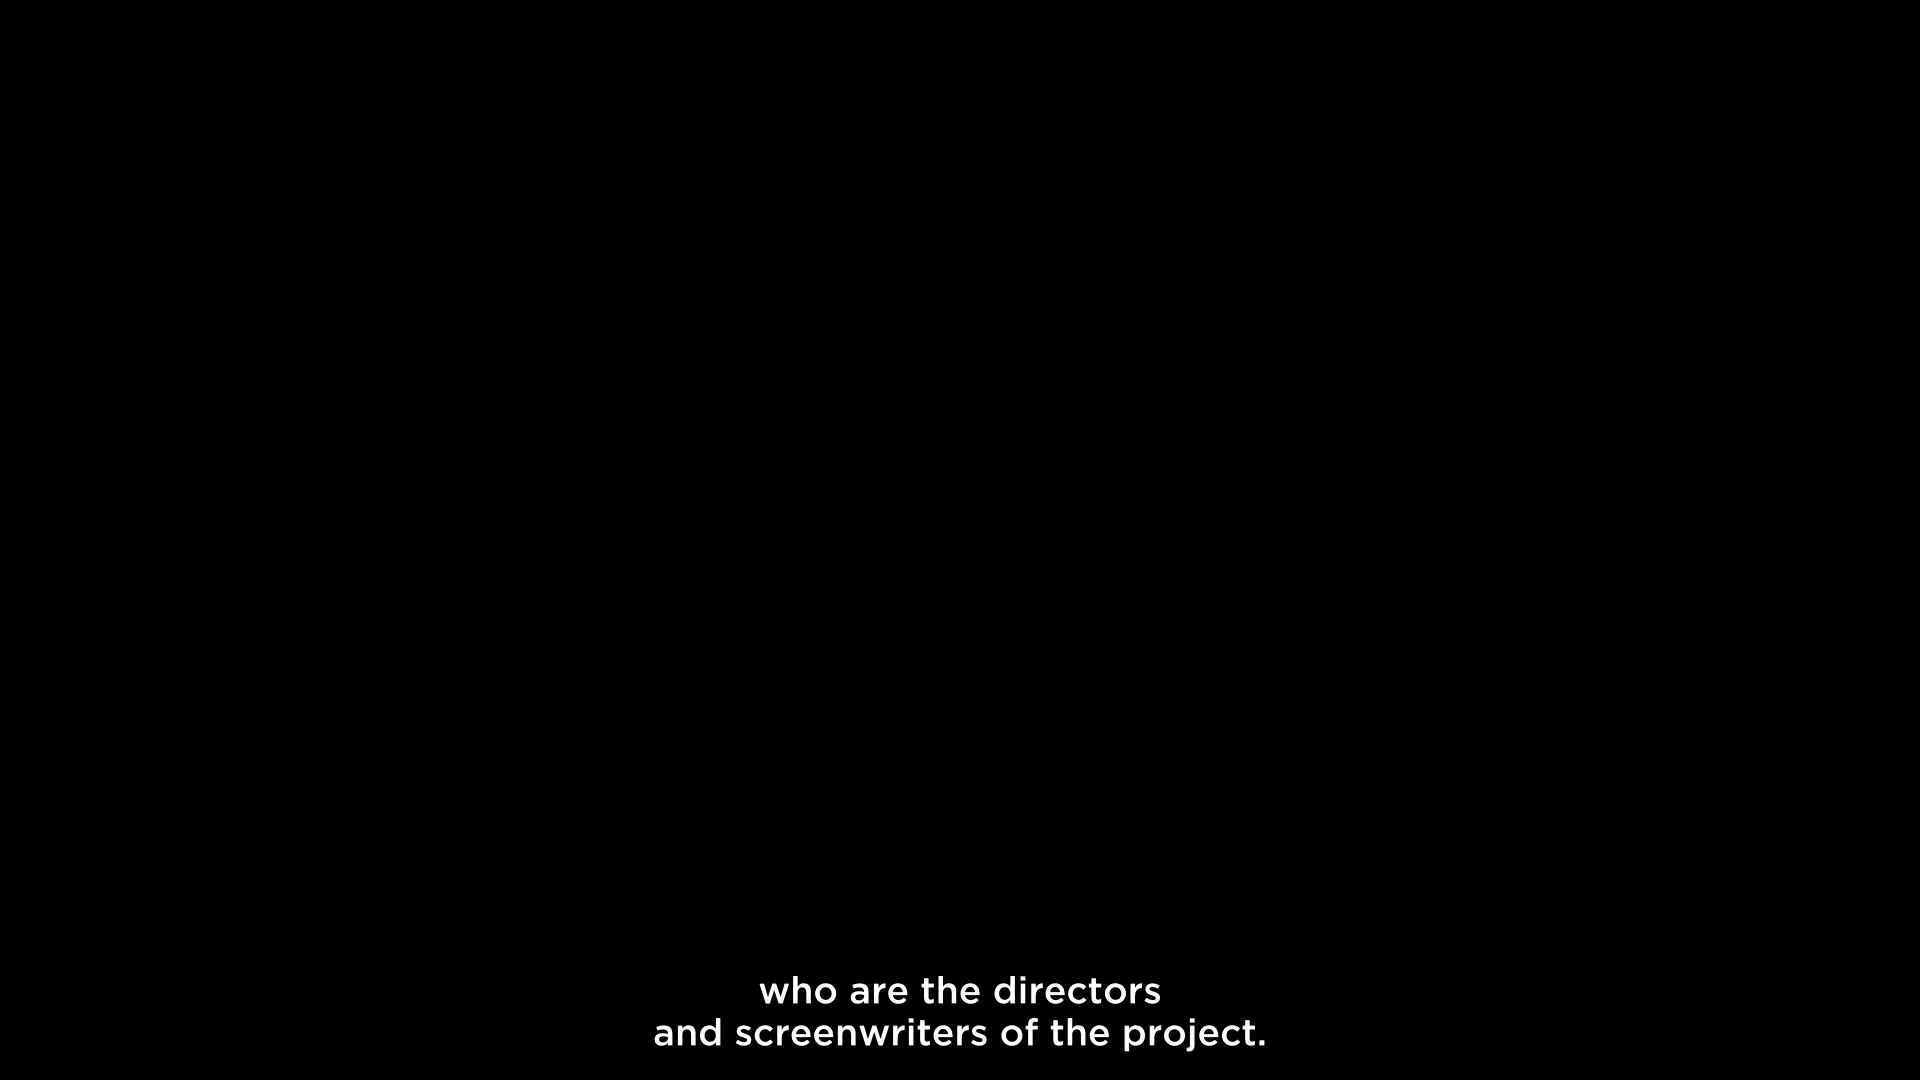 who are the directors
and screenwriters of the project.